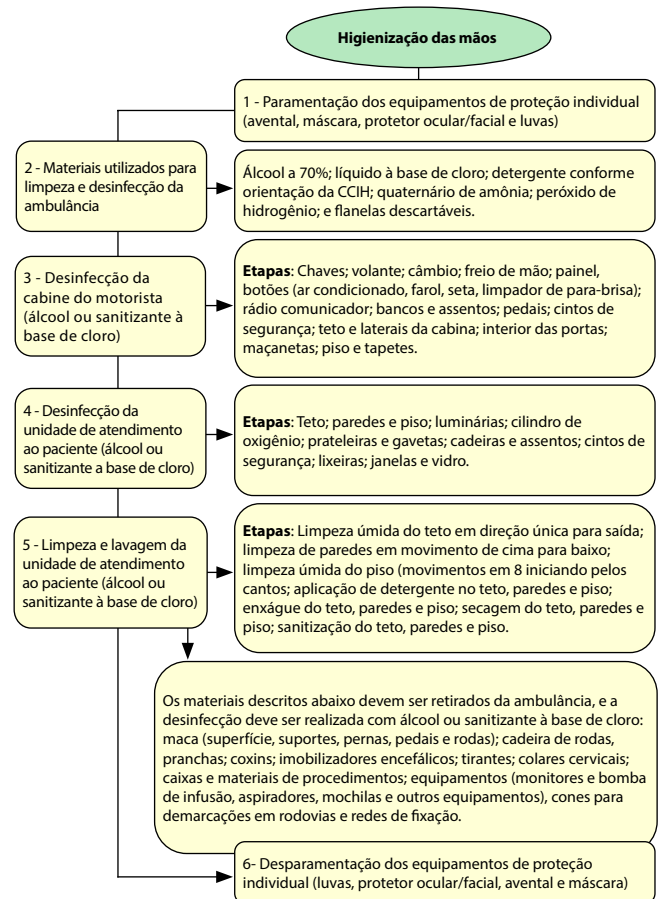 Higienização das mãos
1 - Paramentação dos equipamentos de proteção individual
(avental, máscara, protetor ocular/facial e luvas)
2 - Materiais utilizados para
limpeza e desinfecção da
ambulância
Álcool a 70%; líquido à base de cloro; detergente conforme
orientação da CCIH; quaternário de amônia; peróxido de
hidrogênio; e flanelas descartáveis.
3 - Desinfecção da
cabine do motorista
(álcool ou sanitizante à
base de cloro)
Etapas: Chaves; volante; câmbio; freio de mão; painel,
botões (ar condicionado, farol, seta, limpador de para-brisa);
rádio comunicador; bancos e assentos; pedais; cintos de
segurança; teto e laterais da cabina; interior das portas;
maçanetas; piso e tapetes.
4 - Desinfecção da
unidade de atendimento
ao paciente (álcool ou
sanitizante a base de cloro)
Etapas: Teto; paredes e piso; luminárias; cilindro de
oxigênio; prateleiras e gavetas; cadeiras e assentos; cintos de
segurança; lixeiras; janelas e vidro.
5 - Limpeza e lavagem da
unidade de atendimento
ao paciente (álcool ou
sanitizante à base de cloro)
Etapas: Limpeza úmida do teto em direção única para saída;
limpeza de paredes em movimento de cima para baixo;
limpeza úmida do piso (movimentos em 8 iniciando pelos
cantos; aplicação de detergente no teto, paredes e piso;
enxágue do teto, paredes e piso; secagem do teto, paredes e
piso; sanitização do teto, paredes e piso.
Os materiais descritos abaixo devem ser retirados da ambulância, e a
desinfecção deve ser realizada com álcool ou sanitizante à base de cloro:
maca (superfície, suportes, pernas, pedais e rodas); cadeira de rodas,
pranchas; coxins; imobilizadores encefálicos; tirantes; colares cervicais;
caixas e materiais de procedimentos; equipamentos (monitores e bomba
de infusão, aspiradores, mochilas e outros equipamentos), cones para
demarcações em rodovias e redes de fixação.
6- Desparamentação dos equipamentos de proteção
individual (luvas, protetor ocular/facial, avental e máscara)